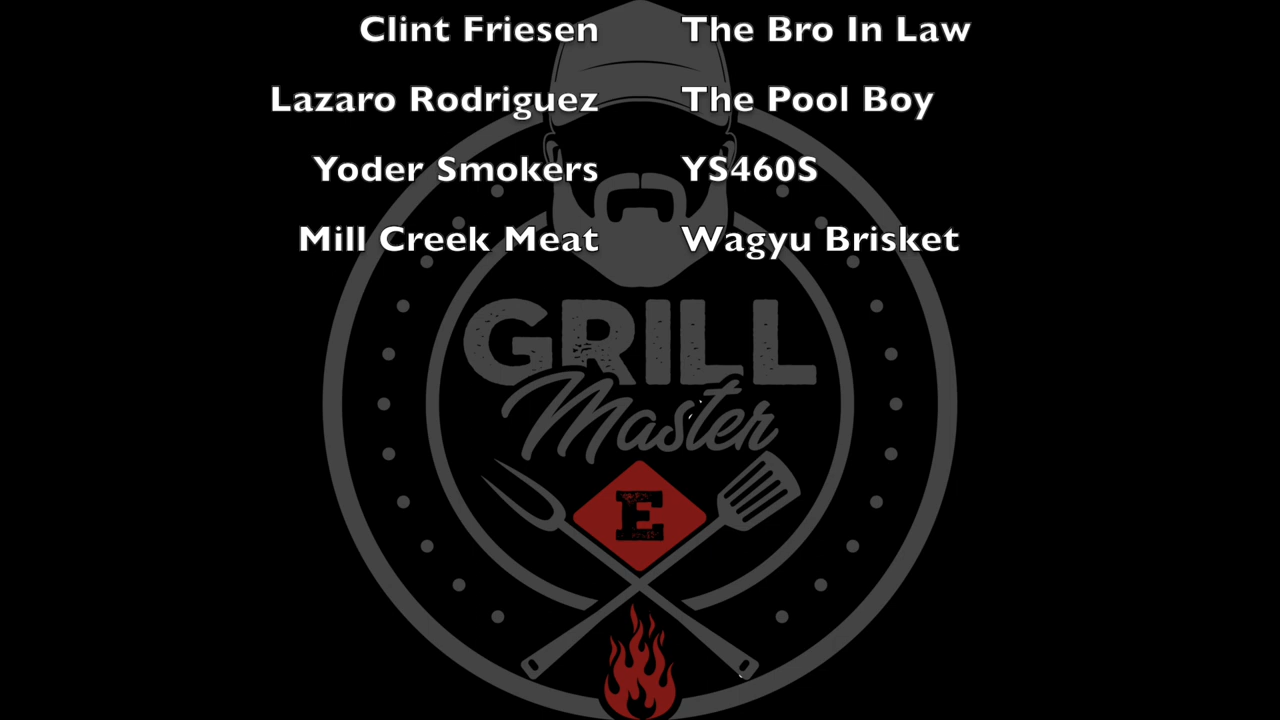 Clint Friesen The Bro In Law
Lazaro Rodriguez The Pool Boy
Yoder Smokers YS460S
Mill Creek Meat Wagyu Brisket
GRILL
Master
E